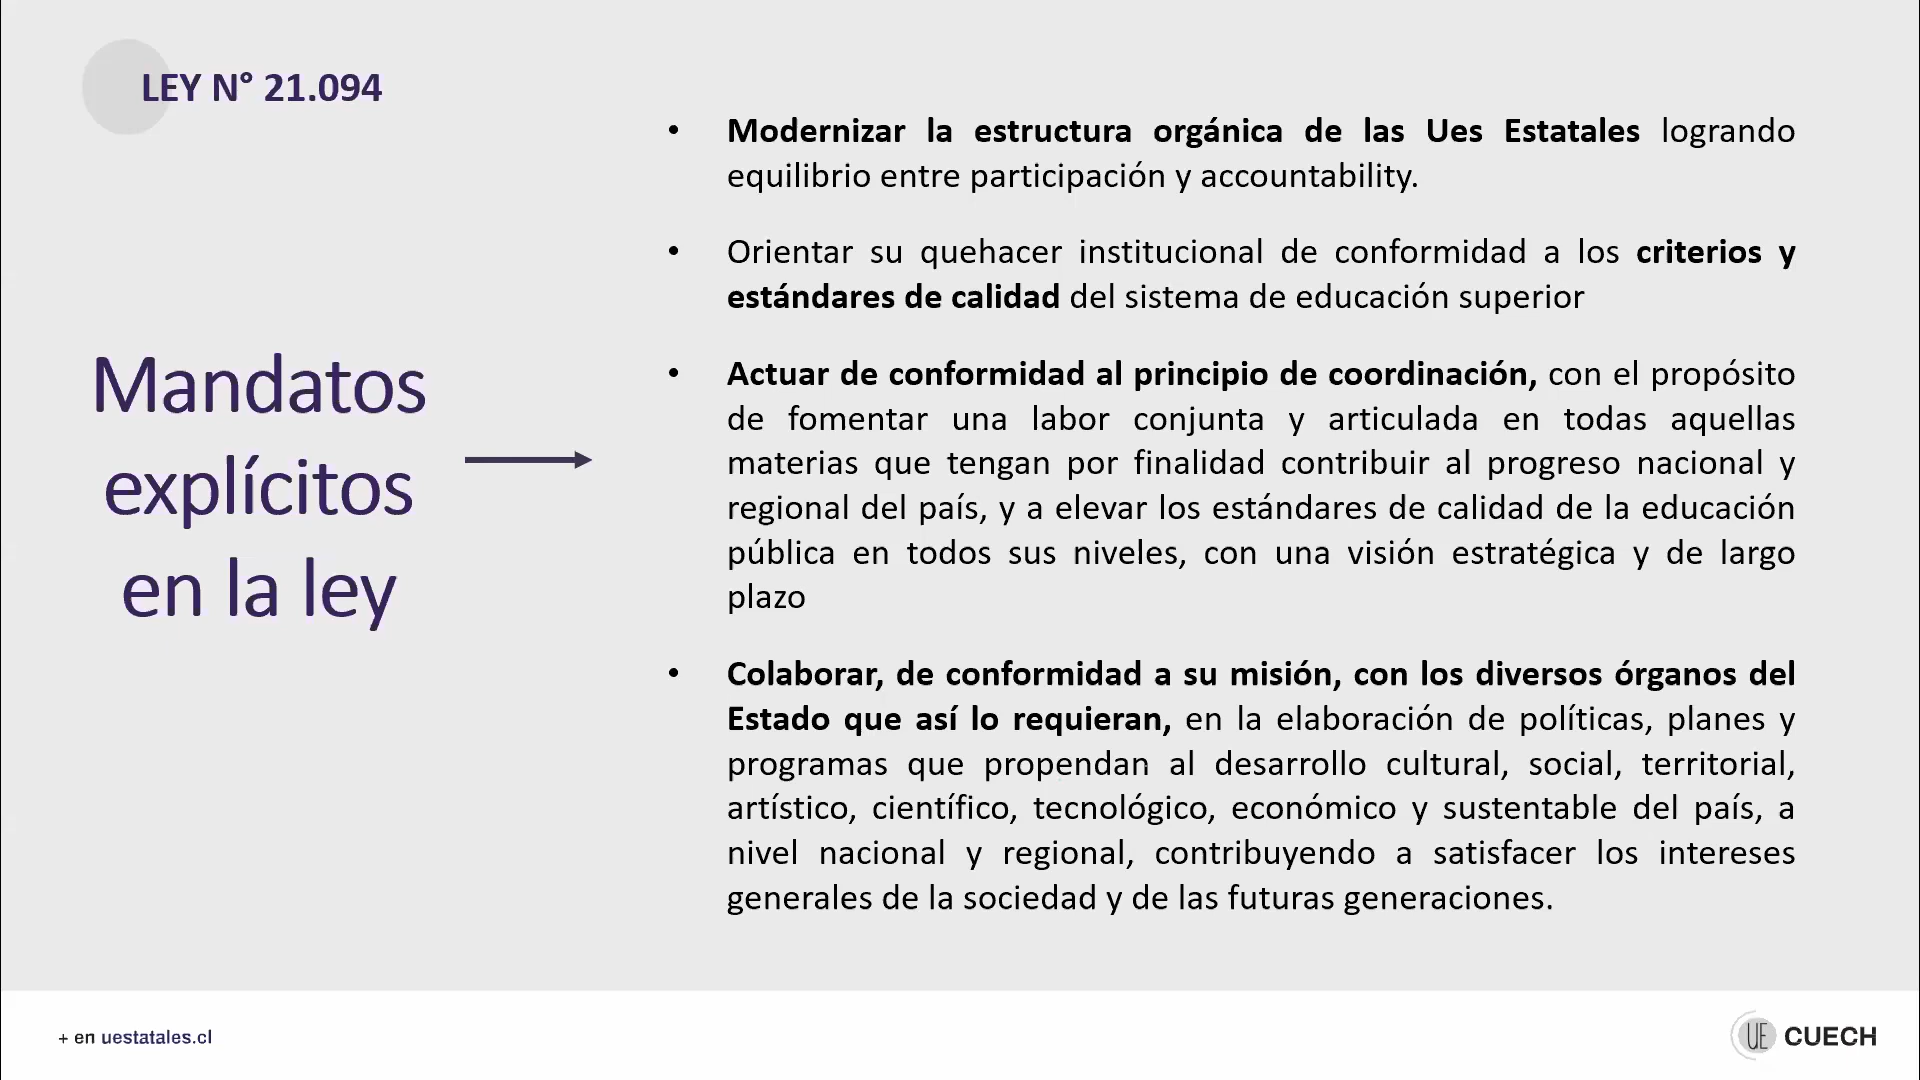 LEY N° 21.094
Mandatos
explícitos
en la ley
• Modernizar la estructura orgánica de las Ues Estatales logrando
equilibrio entre participación y accountability.
• Orientar su quehacer institucional de conformidad a los criterios y
estándares de calidad del sistema de educación superior
• Actuar de conformidad al principio de coordinación, con el propósito
de fomentar una labor conjunta y articulada en todas aquellas
materias que tengan por finalidad contribuir al progreso nacional y
regional del país, y a elevar los estándares de calidad de la educación
pública en todos sus niveles, con una visión estratégica y de largo
plazo
• Colaborar, de conformidad a su misión, con los diversos órganos del
Estado que así lo requieran, en la elaboración de políticas, planes y
programas que propendan al desarrollo cultural, social, territorial,
artístico, científico, tecnológico, económico y sustentable del país, a
nivel nacional y regional, contribuyendo a satisfacer los intereses
generales de la sociedad y de las futuras generaciones.
+ en uestatales.cl
UE CUECH